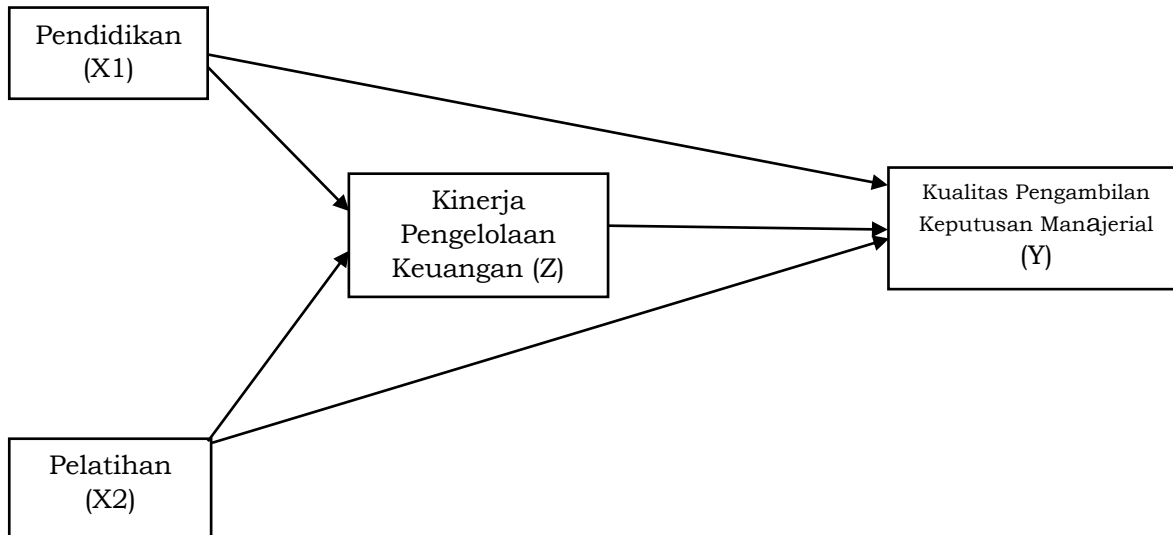 Pendidikan
(X1)
Kinerja
Pengelolaan
Keuangan (Z)
Kualitas Pengambilan
Keputusan Manajerial
(Y)
Pelatihan
(X2)